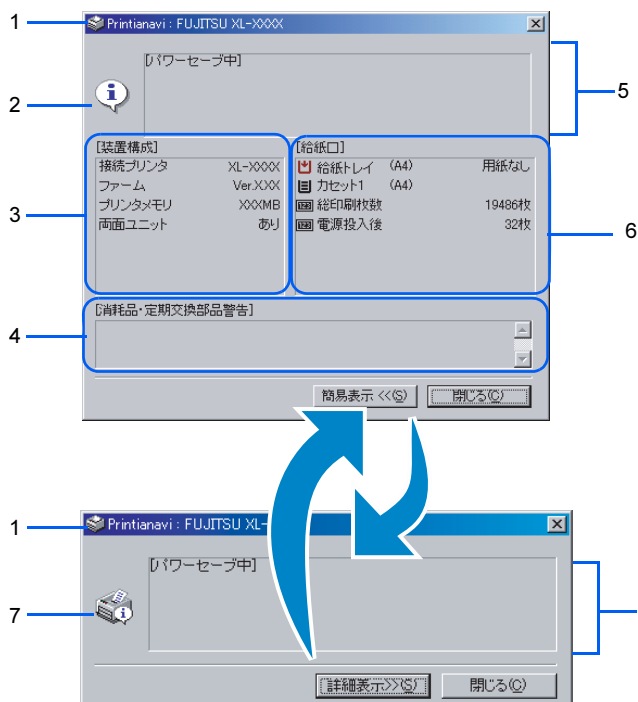 1
Printianavi : FUJITSU XL-XXXX
[パワーセーブ中]
5
2
[装置構成]
接続プリンタ XL-XXXX
ファーム Ver.X.XX
プリンタメモリ XXXMB
両面ユニット あり
3
[給紙口]
給紙トレイ (A4) 用紙なし
カセット1 (A4)
総印刷枚数 19486枚
電源投入後 32枚
6
[消耗品・定期交換部品警告]
4
簡易表示 <<(S) 閉じる(C)
1
Printianavi : FUJITSU XL-
[パワーセーブ中]
7
詳細表示>>(S) 閉じる(C)